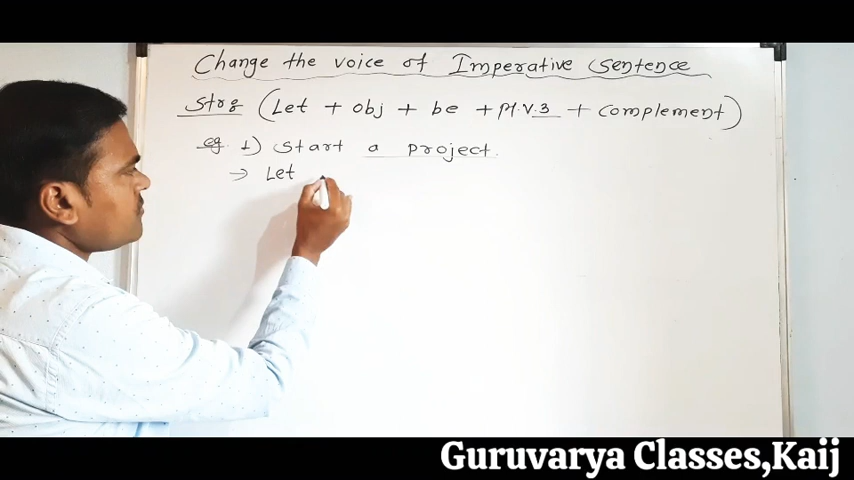 Change the voice of Imperative Sentence
Str8 (Let + obj + be + M.V.3 + complement)
eg. 1) Start a project.
→ Let
Guruvarya Classes,Kaij